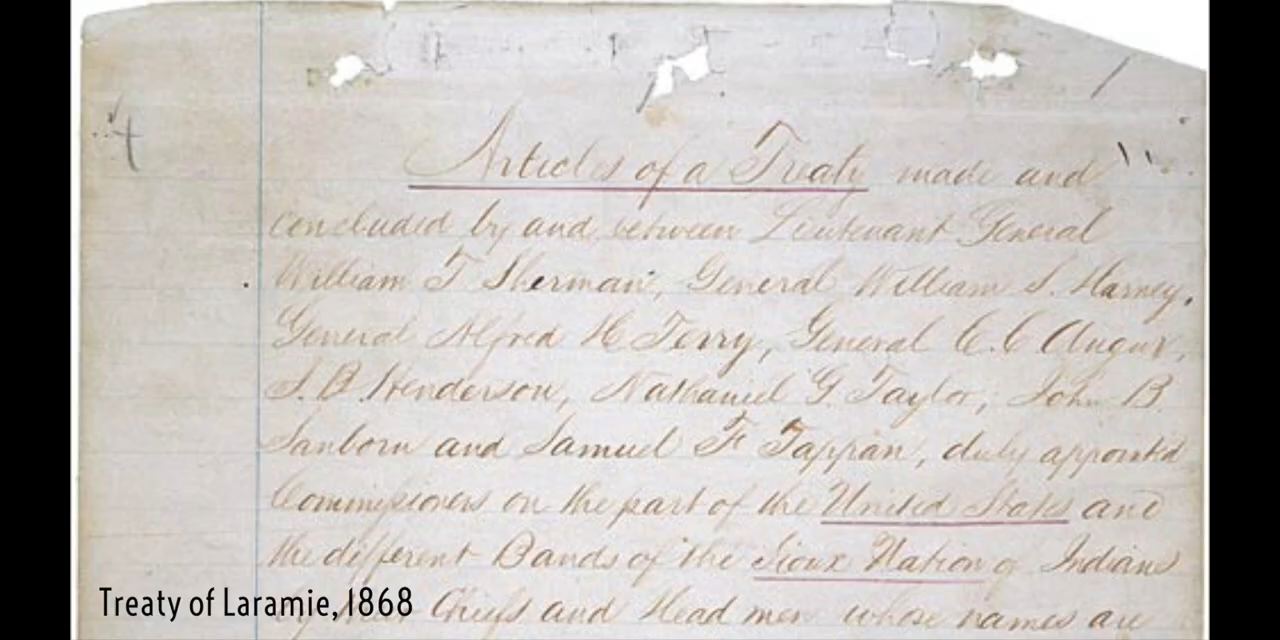 Articles of a Treaty made and
concluded by and between Lieutenant General
William T Sherman, General William S. Harney,
General Alfred H Terry, General C. C Augur,
J. B. Henderson, Nathaniel G. Taylor, John B.
Sanborn and Samuel F Tappan, duly appointed
Commissioners on the part of the United States and
the different Bands of the Sioux Nation of Indians
Chiefs and Head men whose names are
Treaty of Laramie, 1868